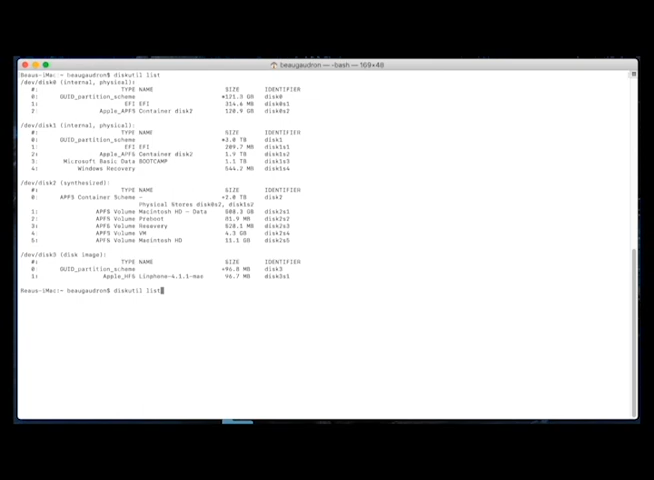 beaugaudron — -bash — 169×48
Beaus-iMac:~ beaugaudron$ diskutil list
/dev/disk0 (internal, physical):
#: TYPE NAME SIZE IDENTIFIER
0: GUID_partition_scheme *121.3 GB disk0
1: EFI EFI 314.6 MB disk0s1
2: Apple_APFS Container disk2 120.9 GB disk0s2
/dev/disk1 (internal, physical):
#: TYPE NAME SIZE IDENTIFIER
0: GUID_partition_scheme *3.0 TB disk1
1: EFI EFI 209.7 MB disk1s1
2: Apple_APFS Container disk2 1.9 TB disk1s2
3: Microsoft Basic Data BOOTCAMP 1.1 TB disk1s3
4: Windows Recovery 544.2 MB disk1s4
/dev/disk2 (synthesized):
#: TYPE NAME SIZE IDENTIFIER
0: APFS Container Scheme - +2.0 TB disk2
Physical Stores disk0s2, disk1s2
1: APFS Volume Macintosh HD — Data 808.3 GB disk2s1
2: APFS Volume Preboot 81.9 MB disk2s2
3: APFS Volume Recovery 528.1 MB disk2s3
4: APFS Volume VM 4.3 GB disk2s4
5: APFS Volume Macintosh HD 11.1 GB disk2s5
/dev/disk3 (disk image):
#: TYPE NAME SIZE IDENTIFIER
0: GUID_partition_scheme +96.8 MB disk3
1: Apple_HFS Linphone-4.1.1-mac 96.7 MB disk3s1
Beaus-iMac:~ beaugaudron$ diskutil list